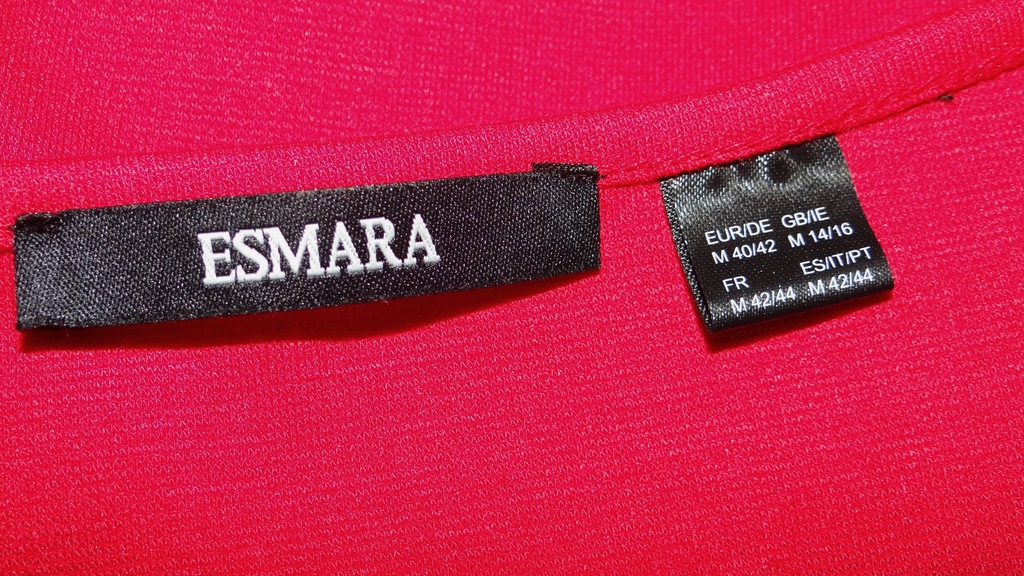 ESMARA
EUR/DE GB/IE
M 40/42 M 14/16
FR ES/IT/PT
M 42/44 M 42/44